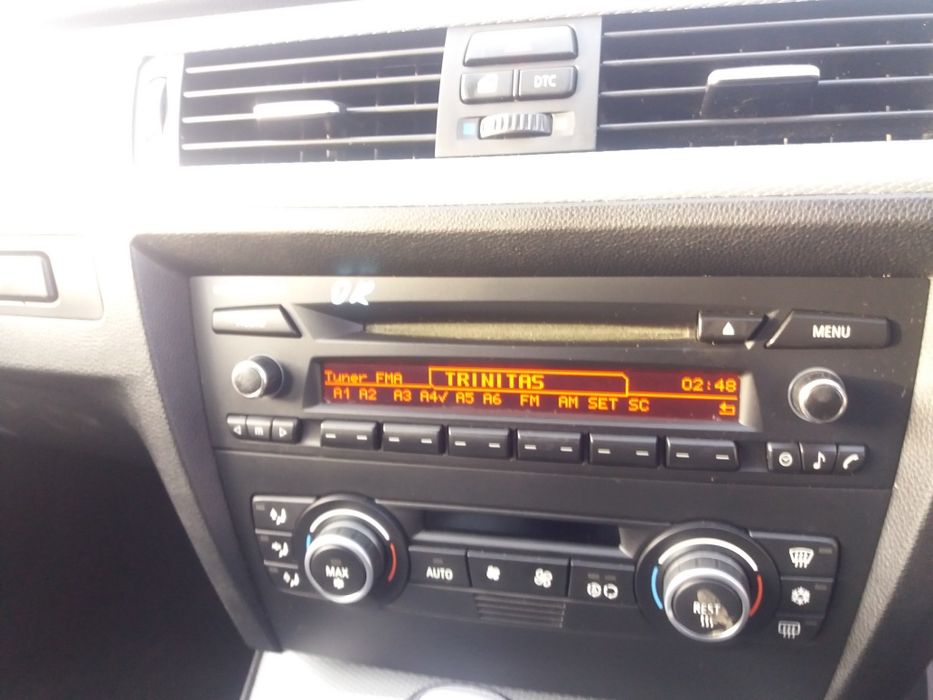 DTC
MENU
Tuner FMA TRINITAS 02:48
A1 A2 A3 A4✓ A5 A6 FM AM SET SC
m
MAX
AUTO
REST